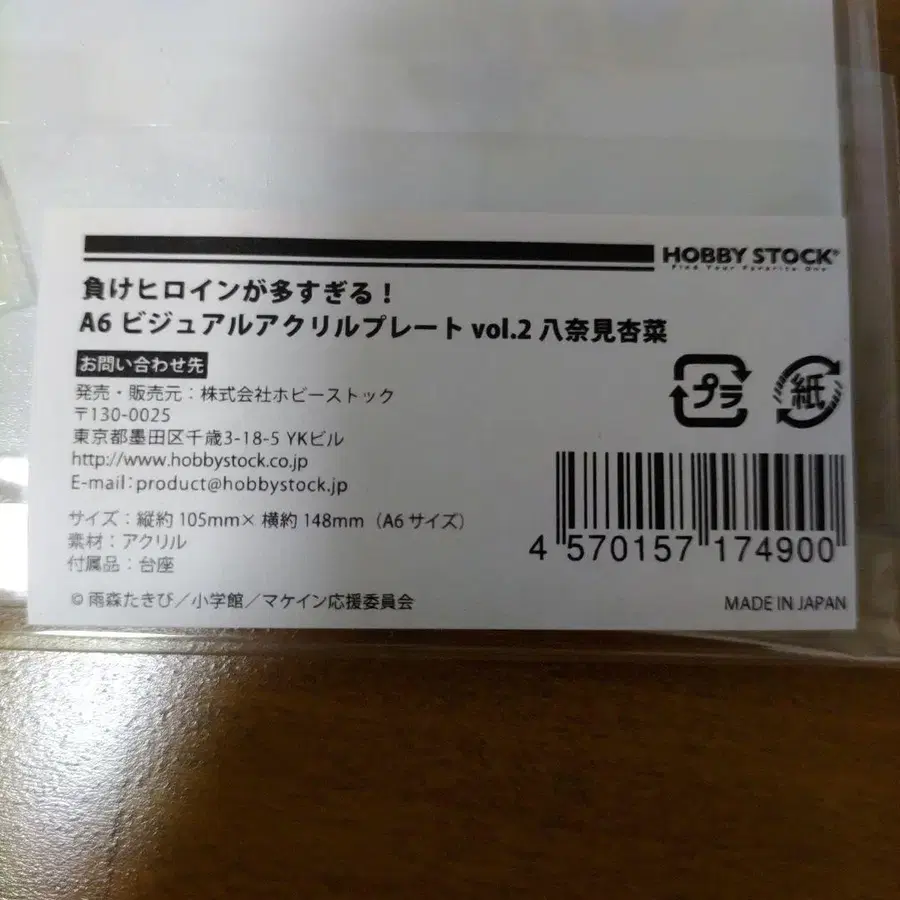 HOBBY STOCK®
Find Your Favorite One
負けヒロインが多すぎる！
A6 ビジュアルアクリルプレート vol.2 八奈見杏菜
お問い合わせ先
発売・販売元：株式会社ホビーストック
〒130-0025
東京都墨田区千歳3-18-5 YKビル
http://www.hobbystock.co.jp
E-mail:product@hobbystock.jp
プラ
紙
サイズ：縦約 105mm× 横約 148mm（A6 サイズ）
素材：アクリル
付属品：台座
4 570157 174900
© 雨森たきび／小学館／マケイン応援委員会
MADE IN JAPAN